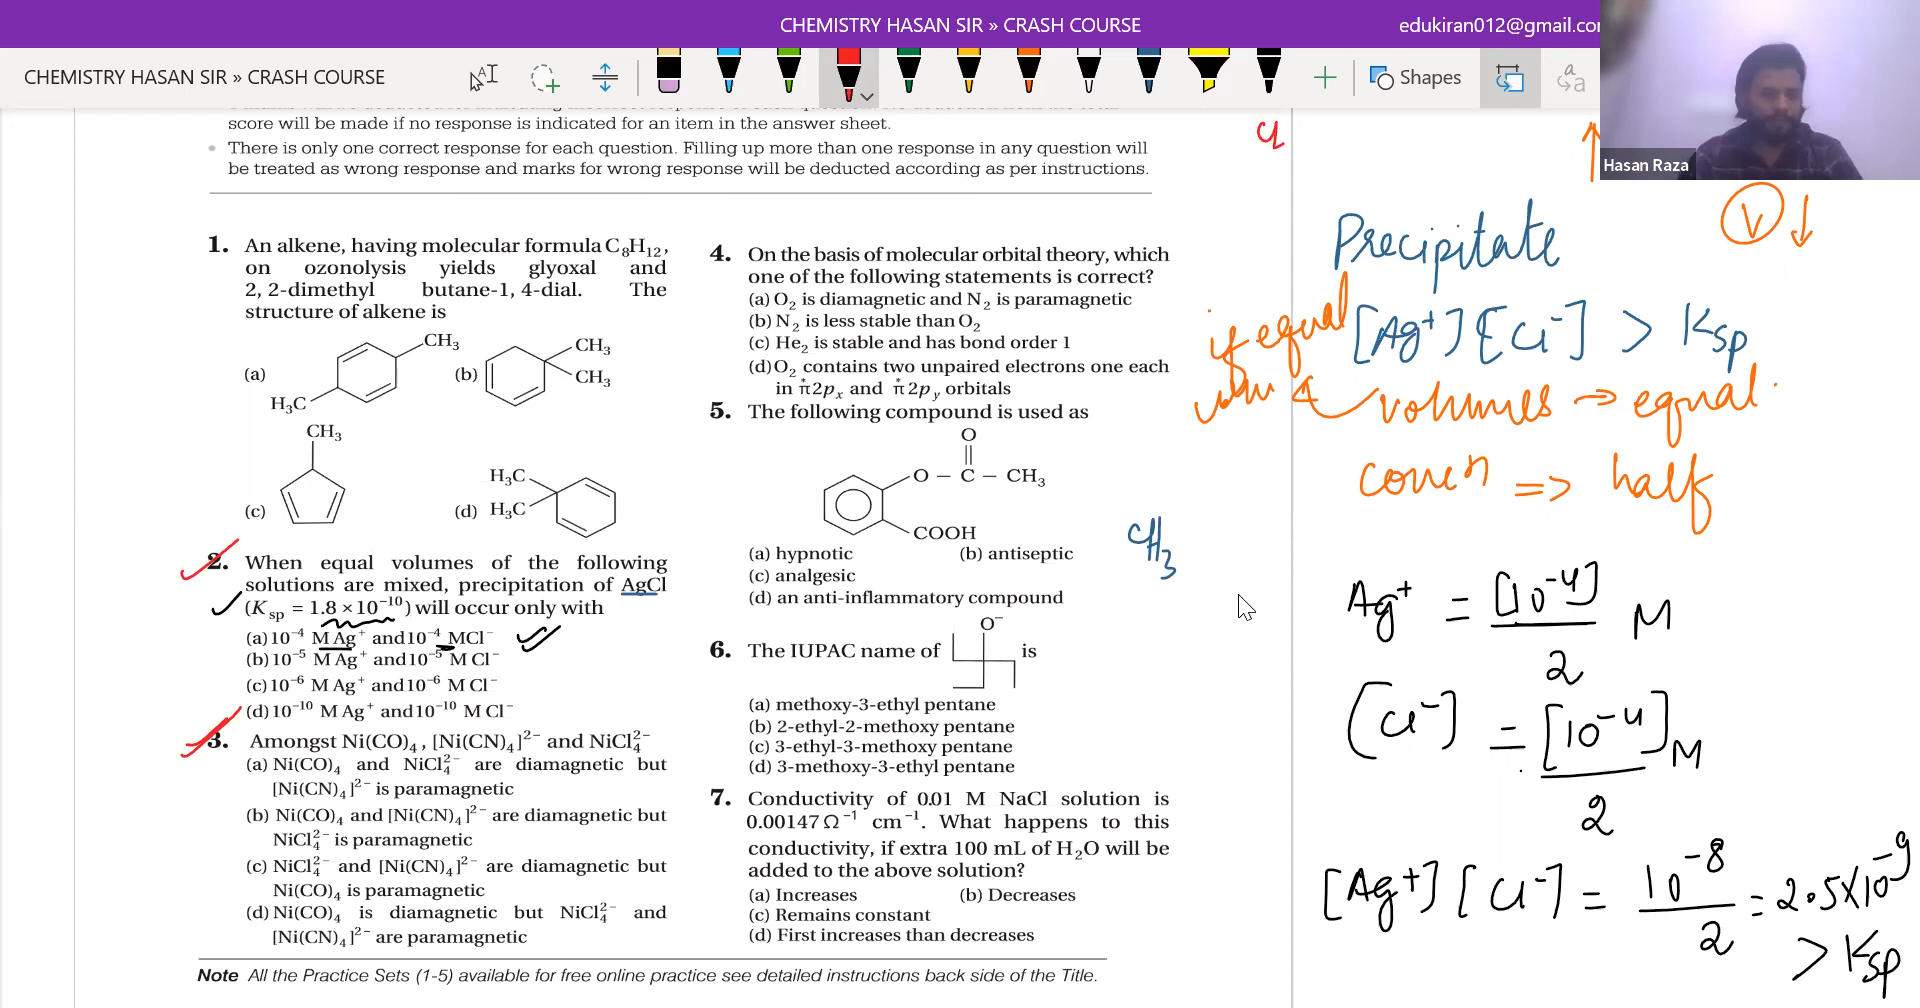 CHEMISTRY HASAN SIR » CRASH COURSE
edukiran012@gmail.co
CHEMISTRY HASAN SIR » CRASH COURSE
Shapes
Hasan Raza
score will be made if no response is indicated for an item in the answer sheet.
• There is only one correct response for each question. Filling up more than one response in any question will
be treated as wrong response and marks for wrong response will be deducted according as per instructions.
1. An alkene, having molecular formula C₈H₁₂,
on ozonolysis yields glyoxal and
2, 2-dimethyl butane-1, 4-dial. The
structure of alkene is
(a) CH₃ H₃C
(b) CH₃ CH₃
(c) CH₃
(d) H₃C H₃C
2. When equal volumes of the following
solutions are mixed, precipitation of AgCl
(Kₛₚ = 1.8 × 10⁻¹⁰) will occur only with
(a) 10⁻⁴ M Ag⁺ and 10⁻⁴ M Cl⁻
(b) 10⁻⁵ M Ag⁺ and 10⁻⁵ M Cl⁻
(c) 10⁻⁶ M Ag⁺ and 10⁻⁶ M Cl⁻
(d) 10⁻¹⁰ M Ag⁺ and 10⁻¹⁰ M Cl⁻
3. Amongst Ni(CO)₄, [Ni(CN)₄]²⁻ and NiCl₄²⁻
(a) Ni(CO)₄ and NiCl₄²⁻ are diamagnetic but
[Ni(CN)₄]²⁻ is paramagnetic
(b) Ni(CO)₄ and [Ni(CN)₄]²⁻ are diamagnetic but
NiCl₄²⁻ is paramagnetic
(c) NiCl₄²⁻ and [Ni(CN)₄]²⁻ are diamagnetic but
Ni(CO)₄ is paramagnetic
(d) Ni(CO)₄ is diamagnetic but NiCl₄²⁻ and
[Ni(CN)₄]²⁻ are paramagnetic
4. On the basis of molecular orbital theory, which
one of the following statements is correct?
(a) O₂ is diamagnetic and N₂ is paramagnetic
(b) N₂ is less stable than O₂
(c) He₂ is stable and has bond order 1
(d) O₂ contains two unpaired electrons one each
in π*2pₓ and π*2p_y orbitals
5. The following compound is used as
O
O – C – CH₃
COOH
(a) hypnotic (b) antiseptic
(c) analgesic
(d) an anti-inflammatory compound
6. The IUPAC name of O⁻ is
(a) methoxy-3-ethyl pentane
(b) 2-ethyl-2-methoxy pentane
(c) 3-ethyl-3-methoxy pentane
(d) 3-methoxy-3-ethyl pentane
7. Conductivity of 0.01 M NaCl solution is
0.00147 Ω⁻¹ cm⁻¹. What happens to this
conductivity, if extra 100 mL of H₂O will be
added to the above solution?
(a) Increases (b) Decreases
(c) Remains constant
(d) First increases than decreases
Note All the Practice Sets (1-5) available for free online practice see detailed instructions back side of the Title.
CH₃
V ↓
Precipitate
[Ag⁺] [Cl⁻] > Ksp
if equal
volumes → equal
concn => half
Ag⁺ = [10⁻⁴] / 2 M
[Cl⁻] = [10⁻⁴] / 2 M
[Ag⁺] [Cl⁻] = 10⁻⁸ / 2 = 2.5 × 10⁻⁹
> Ksp